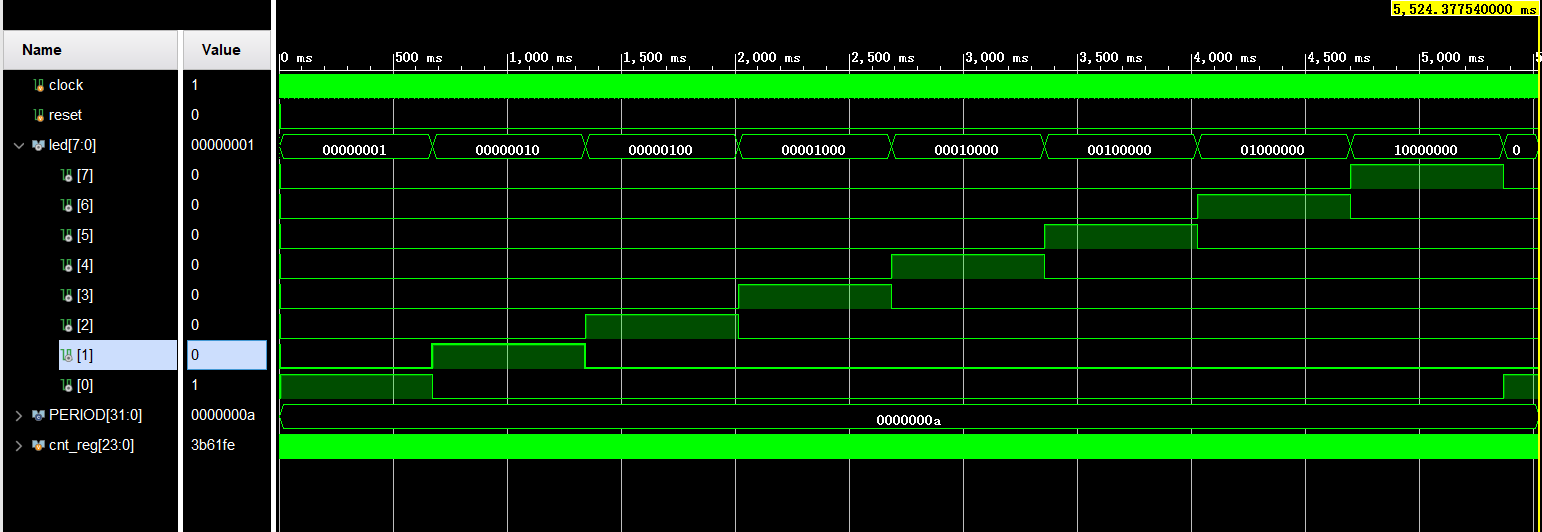 5,524.377540000 ms
Name Value
0 ms 500 ms 1,000 ms 1,500 ms 2,000 ms 2,500 ms 3,000 ms 3,500 ms 4,000 ms 4,500 ms 5,000 ms 5
clock 1
reset 0
led[7:0] 00000001 00000001 00000010 00000100 00001000 00010000 00100000 01000000 10000000 0
[7] 0
[6] 0
[5] 0
[4] 0
[3] 0
[2] 0
[1] 0
[0] 1
PERIOD[31:0] 0000000a 0000000a
cnt_reg[23:0] 3b61fe